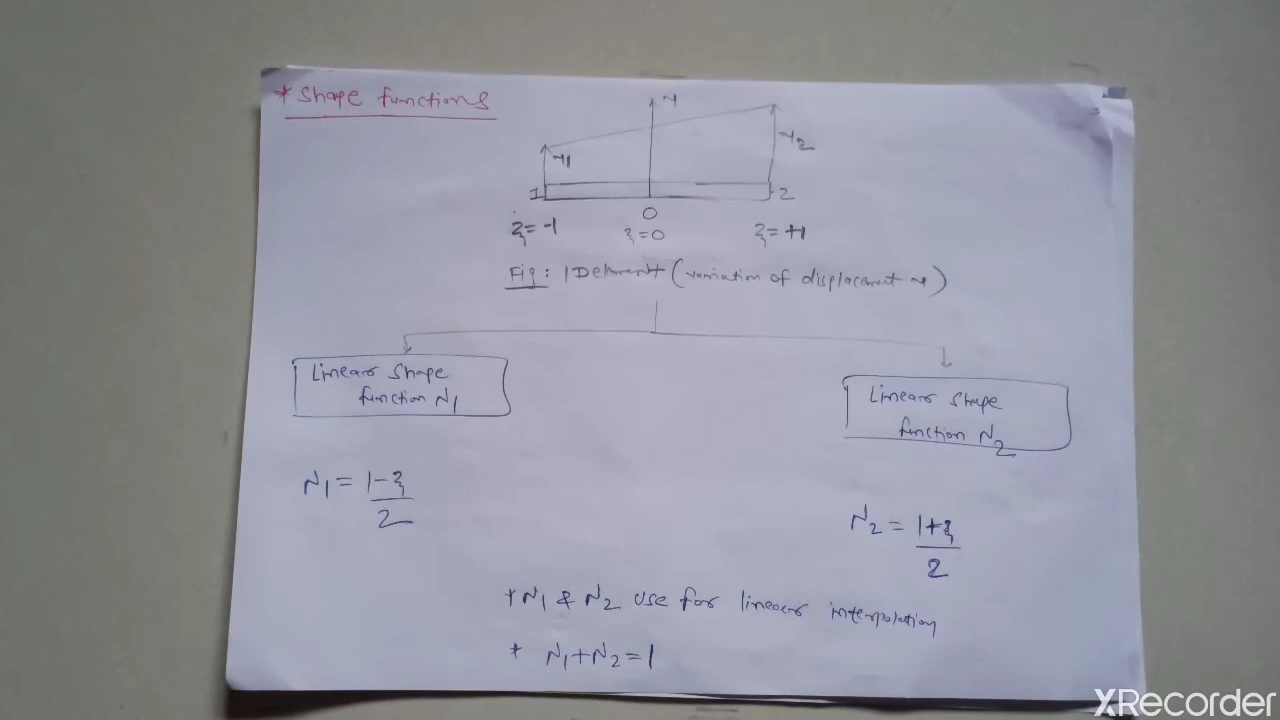 * Shape functions
u
u1
u2
1
2
0
ξ=-1
ξ=0
ξ=+1
Fig: 1D element (variation of displacement u)
Linear shape
function N1
Linear shape
function N2
N1 = 1-ξ
2
N2 = 1+ξ
2
* N1 & N2 use for linear interpolation
* N1+N2=1
XRecorder